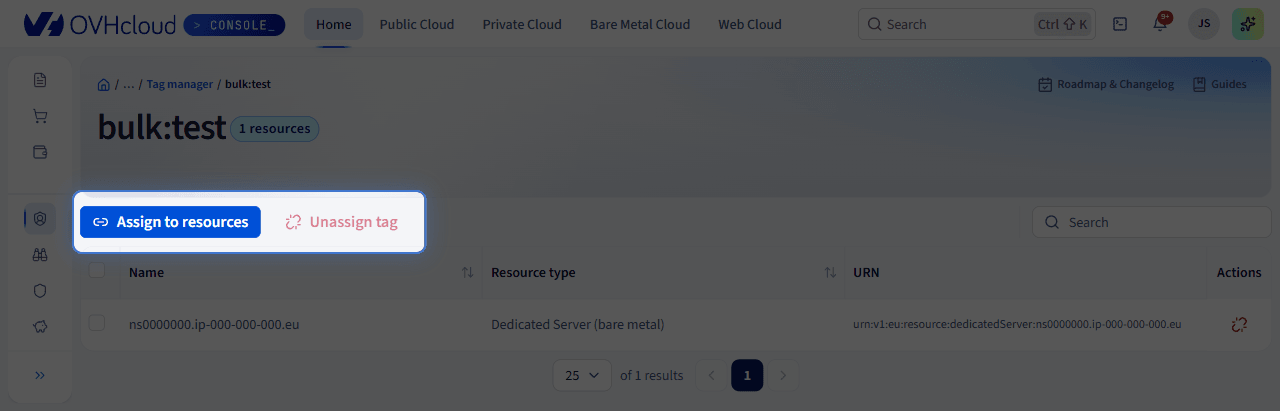 OVHcloud > CONSOLE_ Home Public Cloud Private Cloud Bare Metal Cloud Web Cloud Search Ctrl K 9+ JS
/ ... / Tag manager / bulk:test Roadmap & Changelog Guides
bulk:test 1 resources
Assign to resources Unassign tag Search
Name Resource type URN Actions
ns0000000.ip-000-000-000.eu Dedicated Server (bare metal) urn:v1:eu:resource:dedicatedServer:ns0000000.ip-000-000-000.eu
25 of 1 results 1